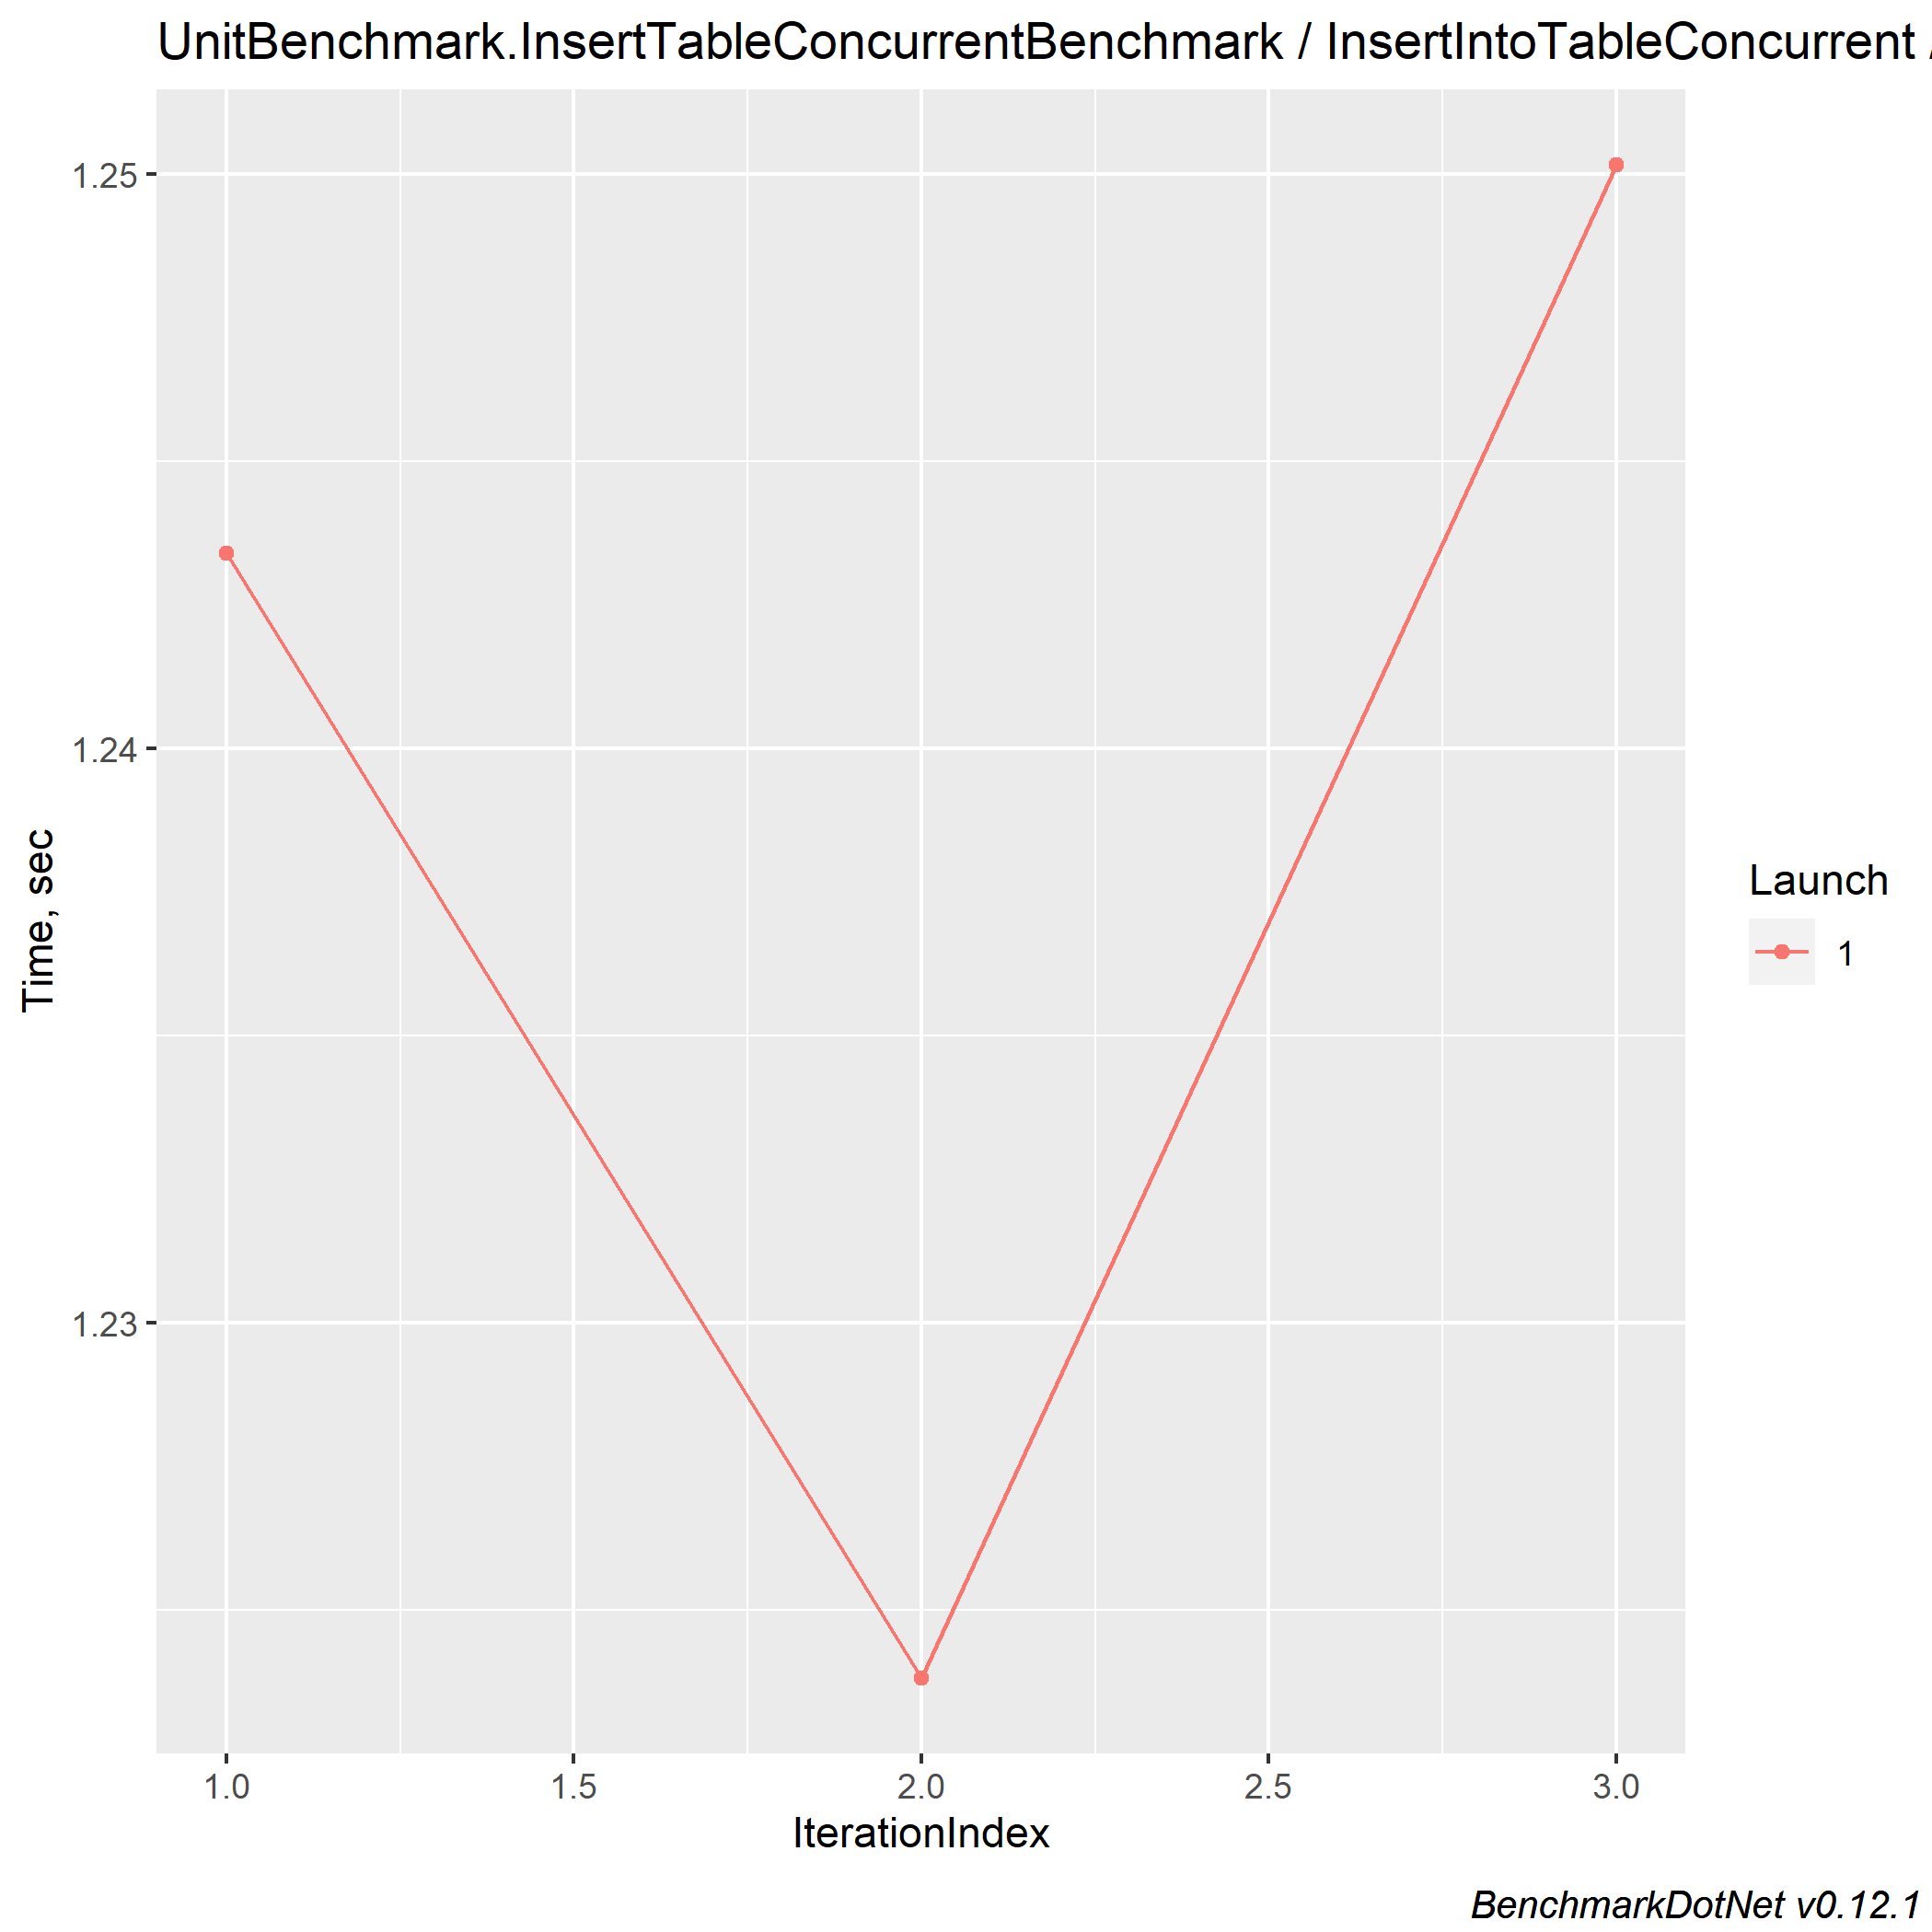 UnitBenchmark.InsertTableConcurrentBenchmark / InsertIntoTableConcurrent /
1.25
1.24
1.23
Time, sec
1.0 1.5 2.0 2.5 3.0
IterationIndex
Launch
1
BenchmarkDotNet v0.12.1